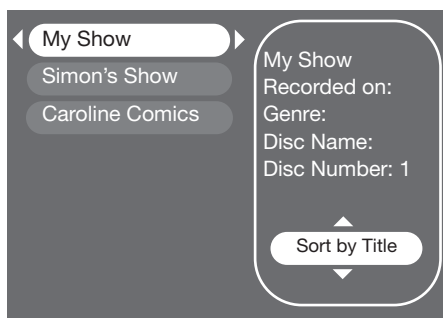 My Show
Simon's Show
Caroline Comics
My Show
Recorded on:
Genre:
Disc Name:
Disc Number: 1
Sort by Title